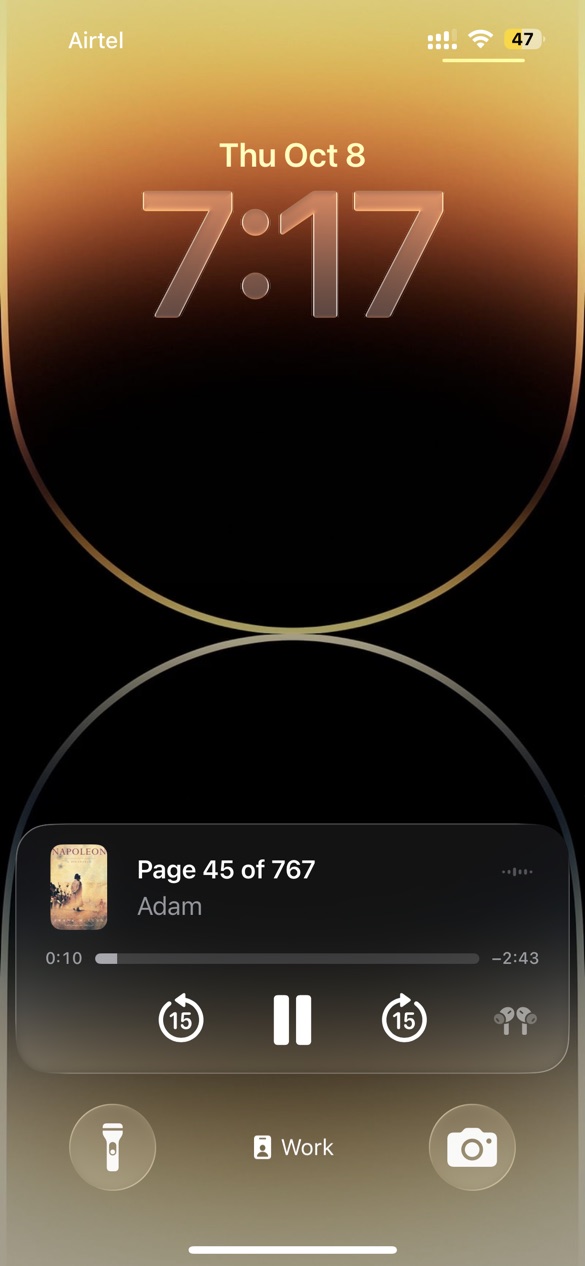 Airtel
47
Thu Oct 8
7:17
NAPOLEON
Page 45 of 767
Adam
0:10
−2:43
15
15
Work